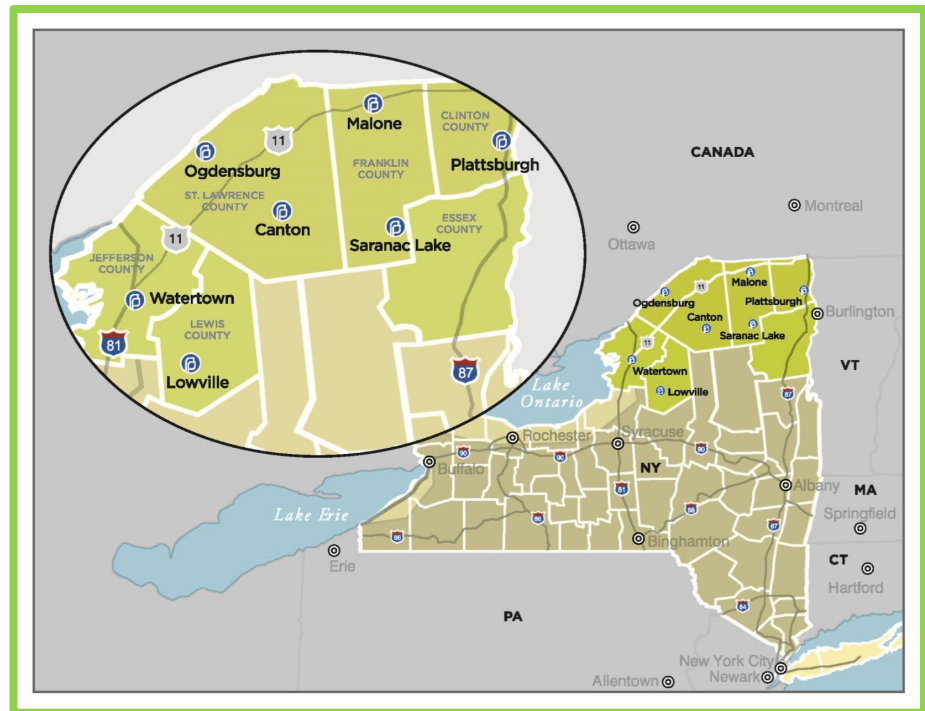 Malone
CLINTON
COUNTY
11
Plattsburgh
Ogdensburg
FRANKLIN
COUNTY
ST. LAWRENCE
COUNTY
Canton
ESSEX
COUNTY
Saranac Lake
11
JEFFERSON
COUNTY
Watertown
LEWIS
COUNTY
81
Lowville
87
CANADA
Montreal
Ottawa
Malone
Ogdensburg
11
Plattsburgh
Canton
Saranac Lake
Burlington
11
Watertown
Lowville
VT
Lake
Ontario
87
Rochester
Syracuse
90
90
90
Buffalo
NY
Albany
MA
81
88
Springfield
Lake Erie
86
87
86
Binghamton
Erie
CT
Hartford
84
PA
New York City
Newark
Allentown